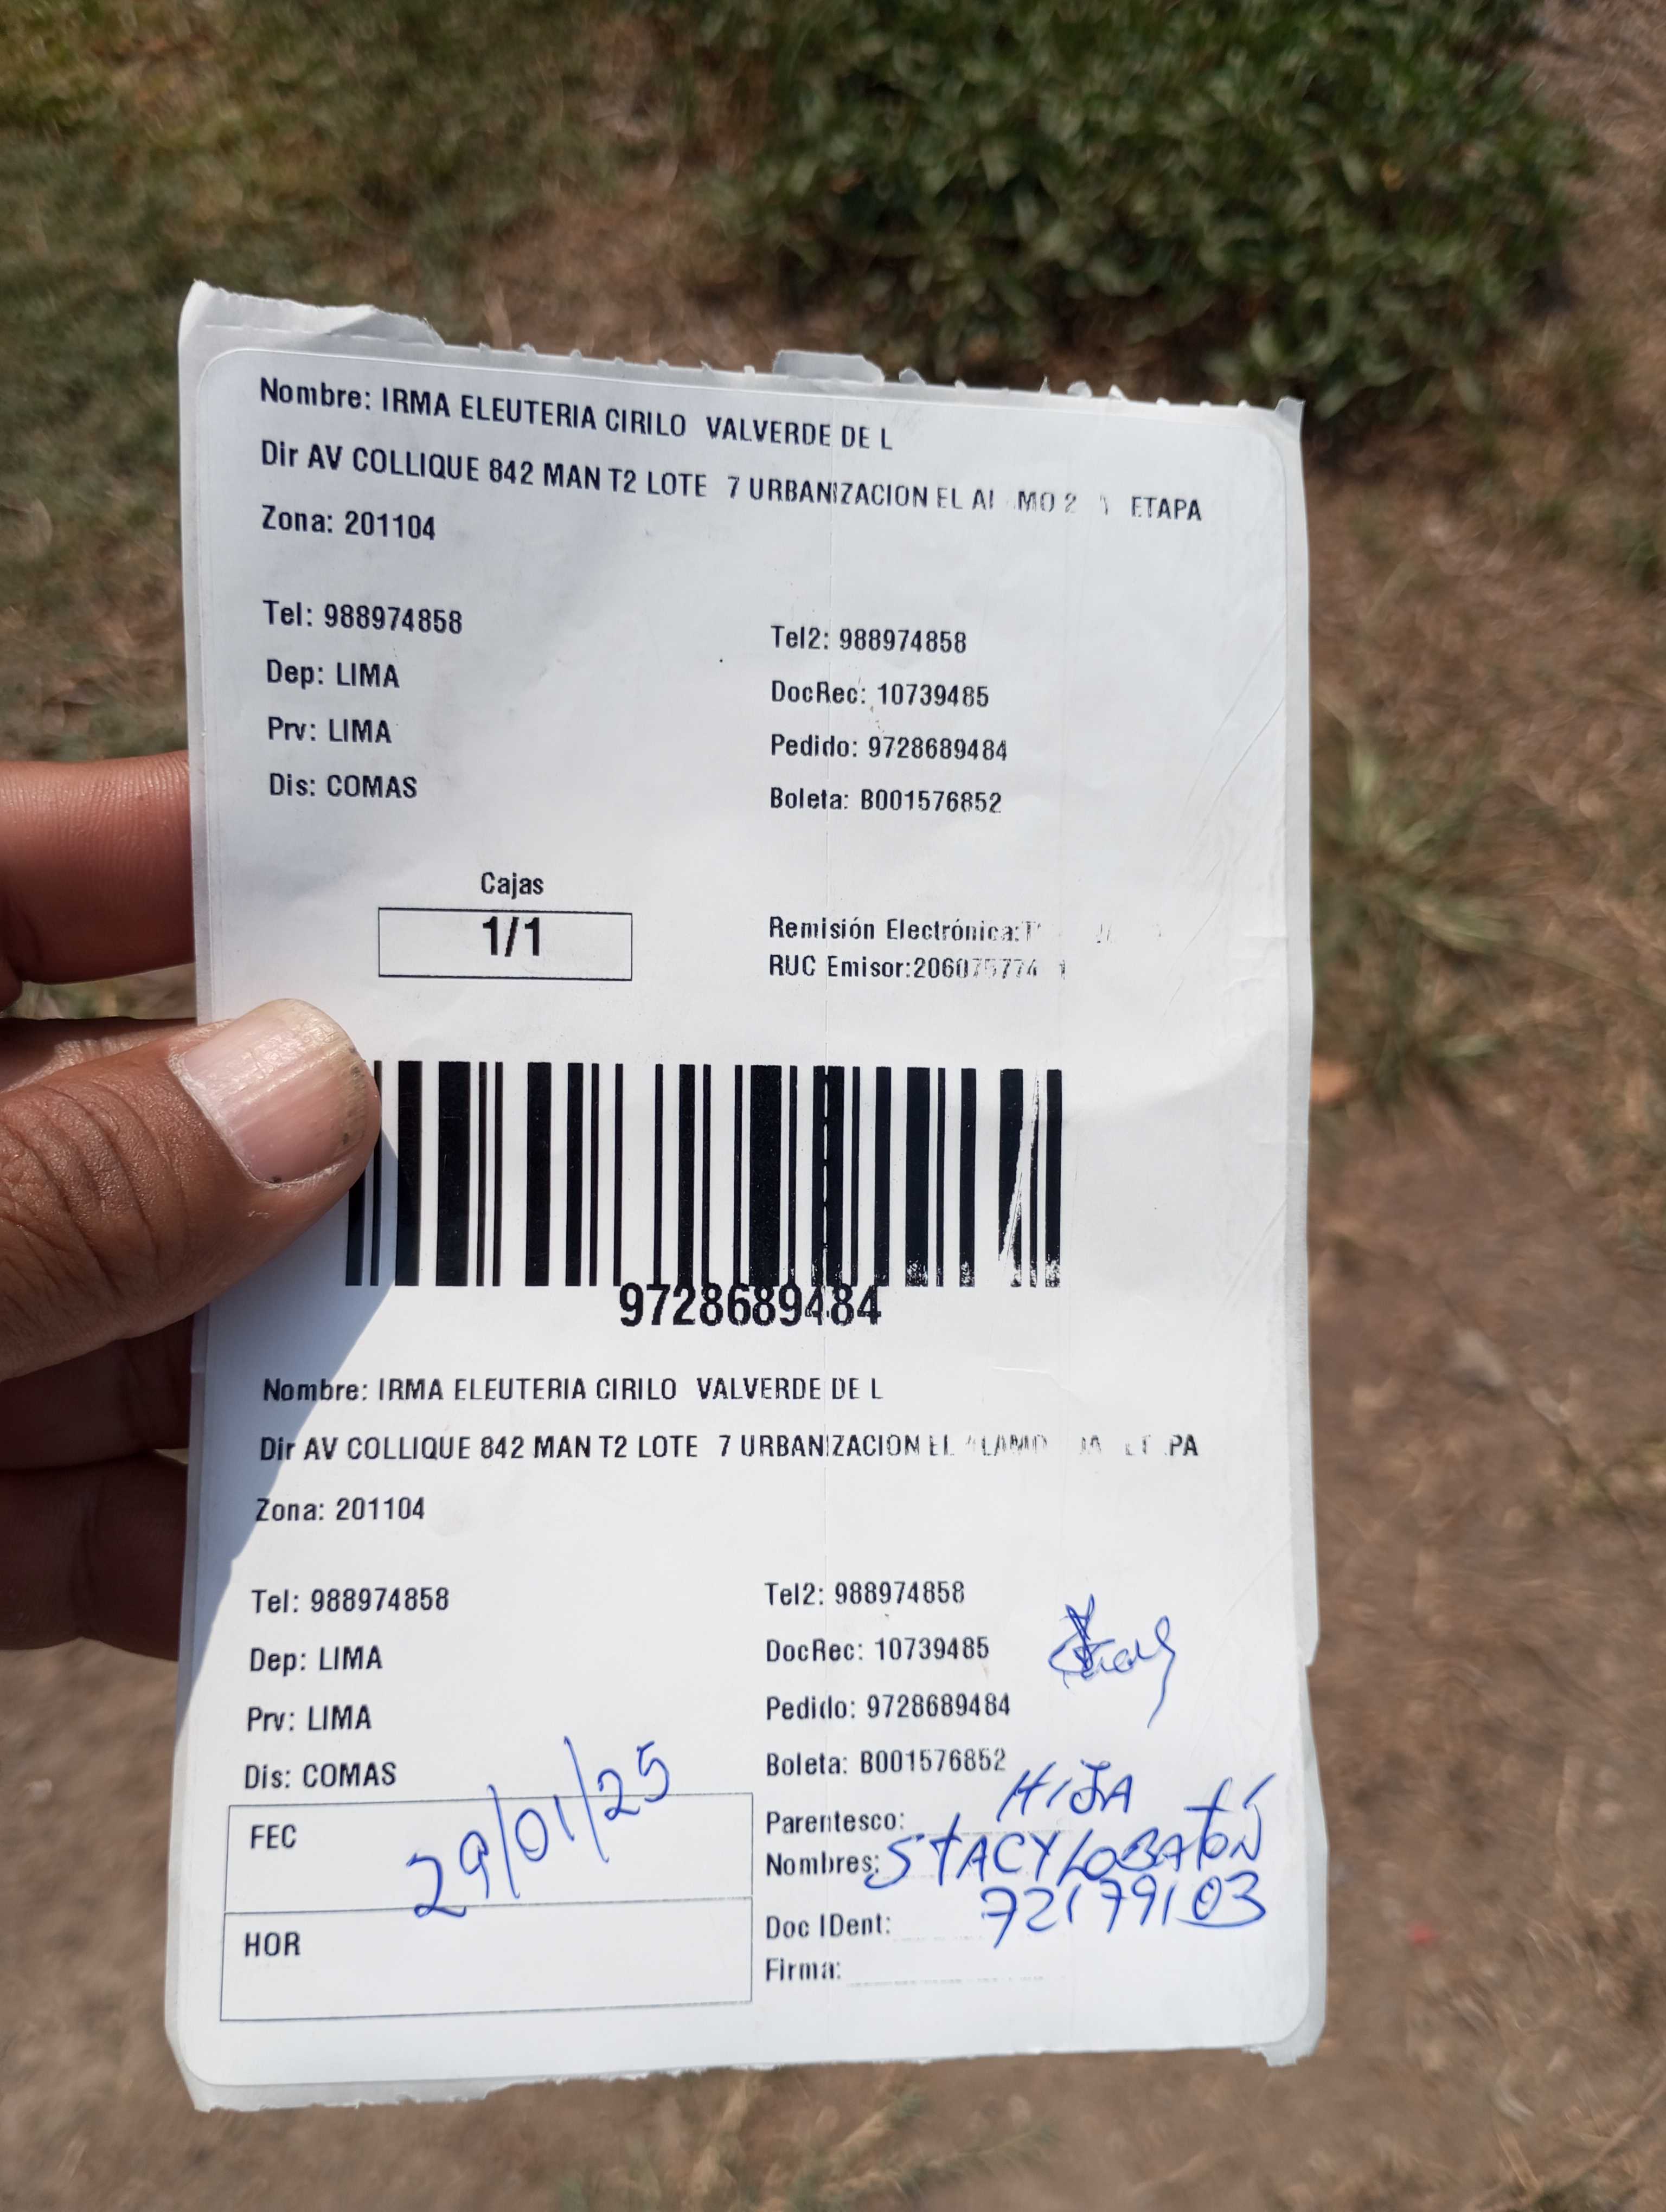 Nombre: IRMA ELEUTERIA CIRILO VALVERDE DE L
Dir AV COLLIQUE 842 MAN T2 LOTE 7 URBANIZACION EL ETAPA
Zona: 201104
Tel: 988974858
Tel2: 988974858
Dep: LIMA
DocRec: 10739485
Prv: LIMA
Pedido: 9728689484
Dis: COMAS
Boleta: B001576852
Cajas
1/1
Remisión Electrónica:
RUC Emisor:
9728689484
Nombre: IRMA ELEUTERIA CIRILO VALVERDE DE L
Dir AV COLLIQUE 842 MAN T2 LOTE 7 URBANIZACION EL
Zona: 201104
Tel: 988974858
Tel2: 988974858
Dep: LIMA
DocRec: 10739485
Prv: LIMA
Pedido: 9728689484
Dis: COMAS
Boleta: B001576852
FEC 29/01/25
HOR
Parentesco: HIJA
Nombres: STACY LOBATÓN
Doc IDent: 72179103
Firma: